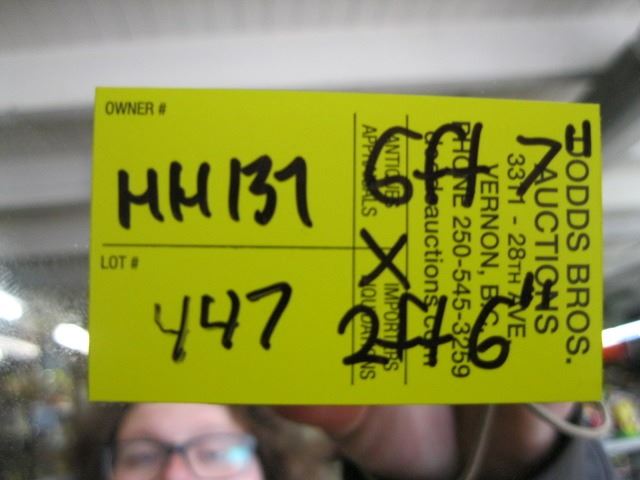 OWNER #
MM137
LOT #
447
6ft 7"
X
2ft 6"
DODDS BROS.
AUCTIONS
3311 - 28TH AVE
VERNON, B.C.
PHONE 250-545-3259
doddsauctions.com
ANTIQUES IMPORTERS
APPRAISALS LIQUIDATIONS